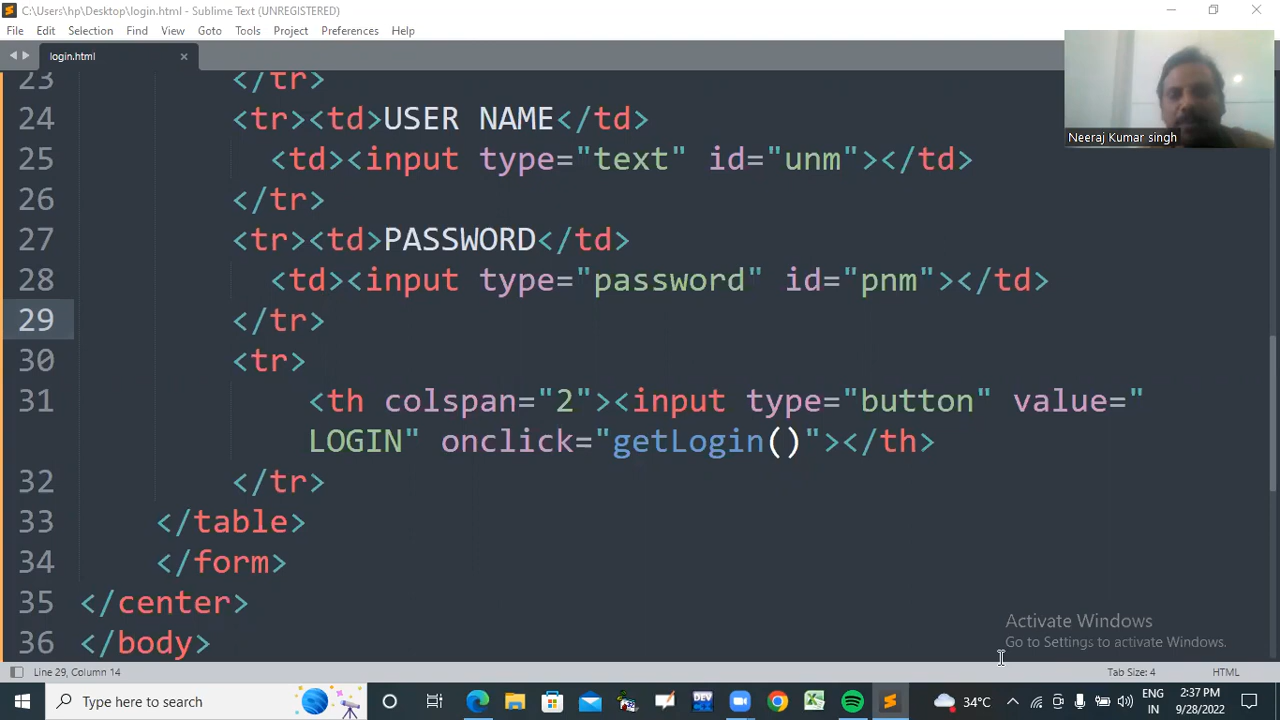 C:\Users\hp\Desktop\login.html - Sublime Text (UNREGISTERED)
File Edit Selection Find View Goto Tools Project Preferences Help
login.html
Neeraj Kumar singh
23 </tr>
24 <tr><td>USER NAME</td>
25 <td><input type="text" id="unm"></td>
26 </tr>
27 <tr><td>PASSWORD</td>
28 <td><input type="password" id="pnm"></td>
29 </tr>
30 <tr>
31 <th colspan="2"><input type="button" value="
LOGIN" onclick="getLogin()"></th>
32 </tr>
33 </table>
34 </form>
35 </center>
36 </body>
Activate Windows
Go to Settings to activate Windows.
Line 29, Column 14
Tab Size: 4
HTML
Type here to search
DEV
34°C
ENG
IN
2:37 PM
9/28/2022